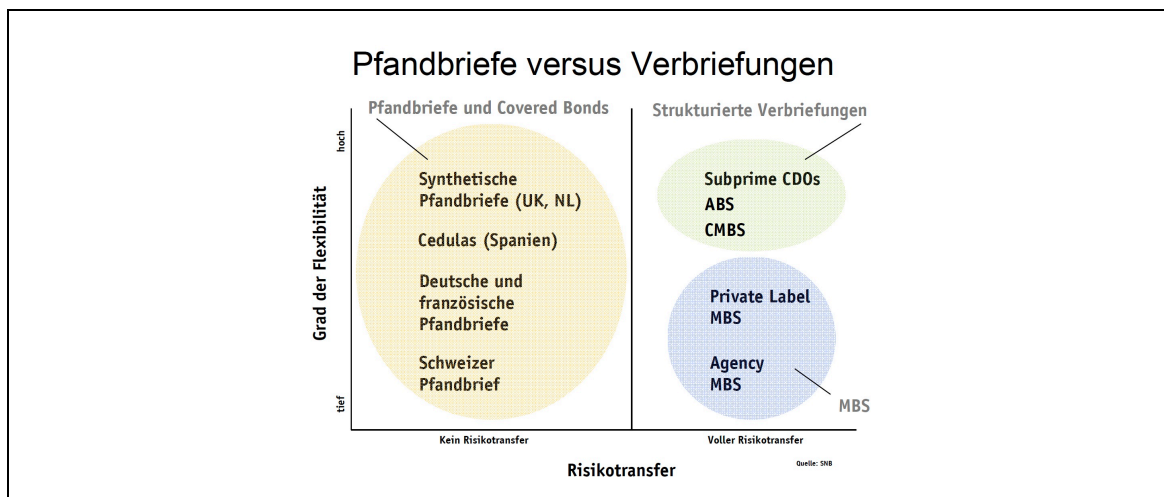 Pfandbriefe versus Verbriefungen
Pfandbriefe und Covered Bonds
Strukturierte Verbriefungen
hoch
Grad der Flexibilität
tief
Synthetische
Pfandbriefe (UK, NL)
Cedulas (Spanien)
Deutsche und
französische
Pfandbriefe
Schweizer
Pfandbrief
Subprime CDOs
ABS
CMBS
Private Label
MBS
Agency
MBS
MBS
Kein Risikotransfer
Voller Risikotransfer
Risikotransfer
Quelle: SNB